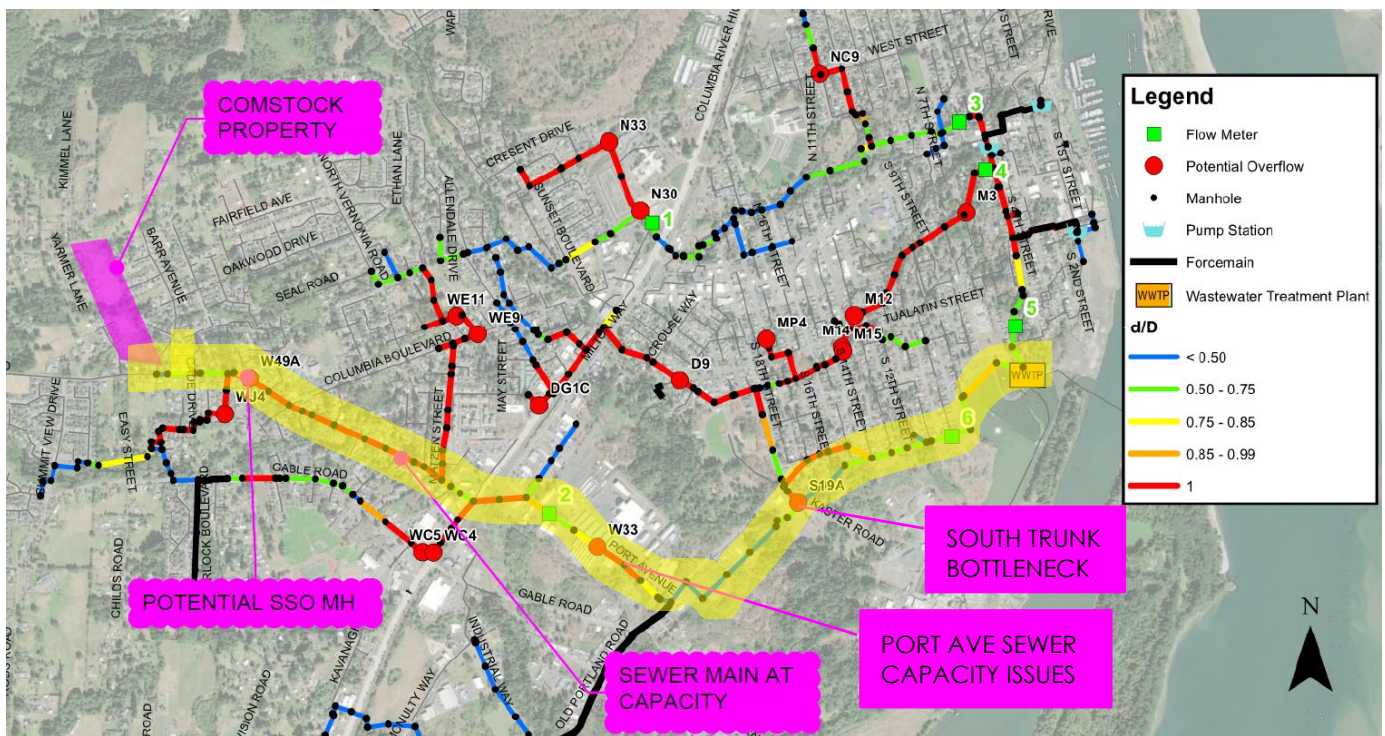 COMSTOCK
PROPERTY
KIMMEL LANE
YARMER LANE
BARR AVENUE
FAIRFIELD AVE
OAKWOOD DRIVE
SEAL ROAD
NORTH VERNONIA ROAD
ETHAN LANE
ALLENDALE DRIVE
CRESENT DRIVE
SUNSET BOULEVARD
COLUMBIA RIVER HI
N33
N30
1
NC9
WEST STREET
N 11TH STREET
N 7TH STREET
3
4
M3
S 9TH STREET
S 4TH STREET
S 1ST STREET
S 2ND STREET
DRIVE
STREET
N 16TH STREET
TUALATIN STREET
M12
M14
M15
MP4
5
WWTP
6
S 18TH STREET
S 16TH STREET
S 14TH STREET
S 12TH STREET
CROUSE WAY
MILTON WAY
D9
DG1C
MAY STREET
WE11
WE9
COLUMBIA BOULEVARD
W49A
WJ4
SUMMIT VIEW DRIVE
EASY STREET
GABLE ROAD
CHILDS ROAD
WC5
WC4
2
W33
PORT AVENUE
GABLE ROAD
S19A
KASTER ROAD
OLD PORTLAND ROAD
INDUSTRIAL WAY
POTENTIAL SSO MH
SEWER MAIN AT
CAPACITY
PORT AVE SEWER
CAPACITY ISSUES
SOUTH TRUNK
BOTTLENECK
Legend
Flow Meter
Potential Overflow
Manhole
Pump Station
Forcemain
WWTP
Wastewater Treatment Plant
d/D
< 0.50
0.50 - 0.75
0.75 - 0.85
0.85 - 0.99
1
N